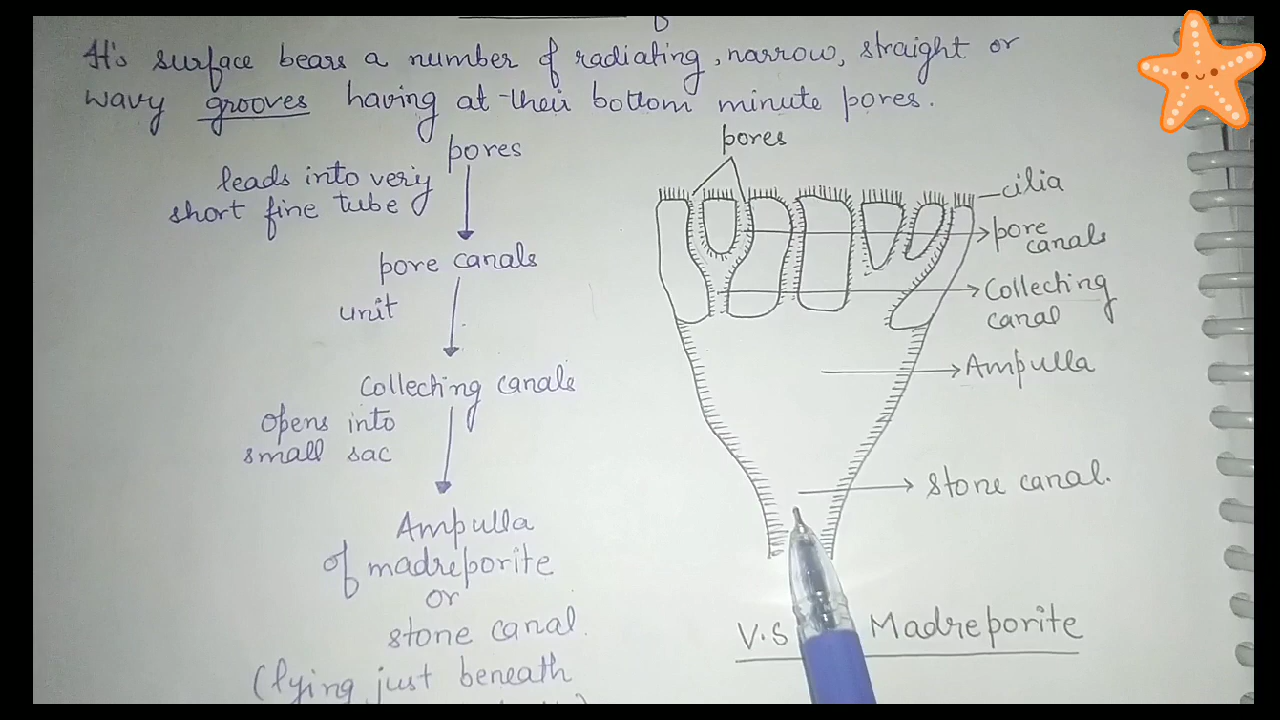 It's surface bears a number of radiating, narrow, straight or
wavy grooves having at their bottom minute pores.
pores
leads into very
short fine tube
pore canals
unit
Collecting canals
opens into
small sac
Ampulla
of madreporite
or
stone canal.
(lying just beneath
pores
cilia
pore
canals
Collecting
canal
Ampulla
stone canal.
V.S
Madreporite